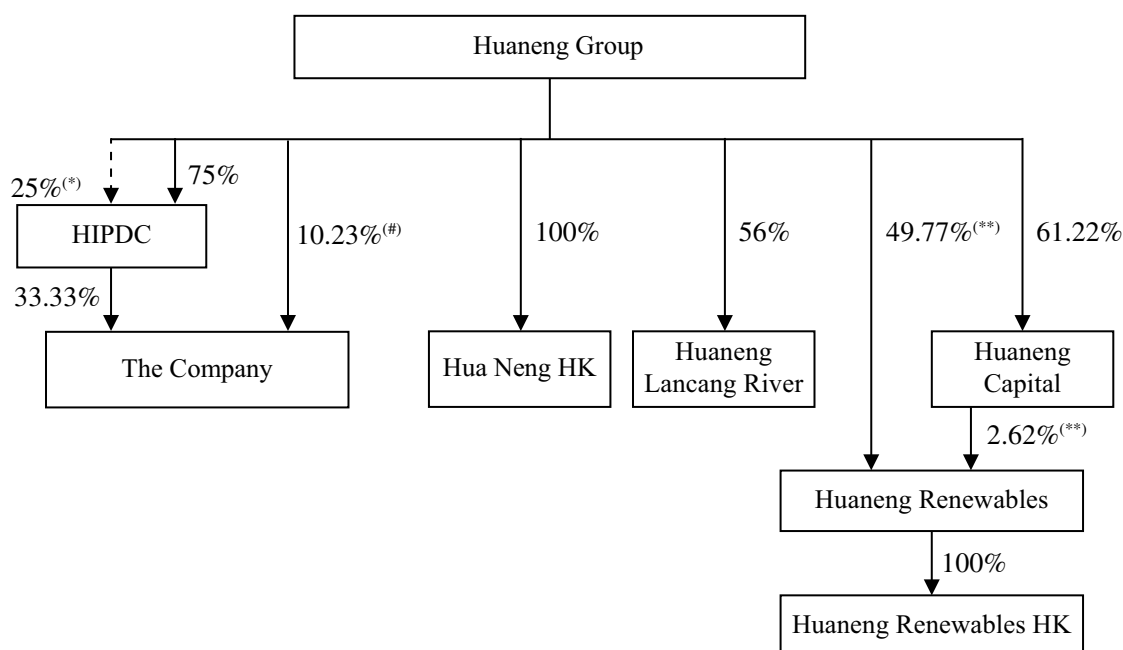 Huaneng Group
25%(*)
75%
10.23%(#)
100%
56%
49.77%(**)
61.22%
HIPDC
33.33%
The Company
Hua Neng HK
Huaneng
Lancang River
Huaneng
Capital
2.62%(**)
Huaneng Renewables
100%
Huaneng Renewables HK